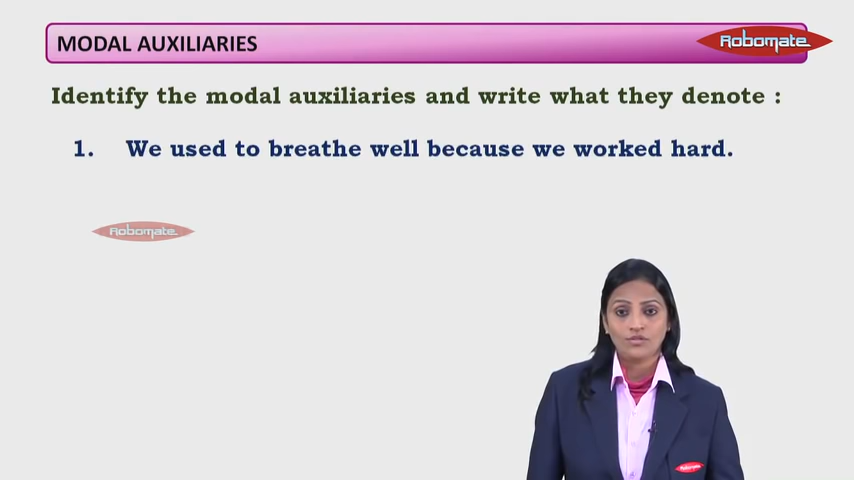 MODAL AUXILIARIES
Robomate
Identify the modal auxiliaries and write what they denote :
1. We used to breathe well because we worked hard.
Robomate
Robomate